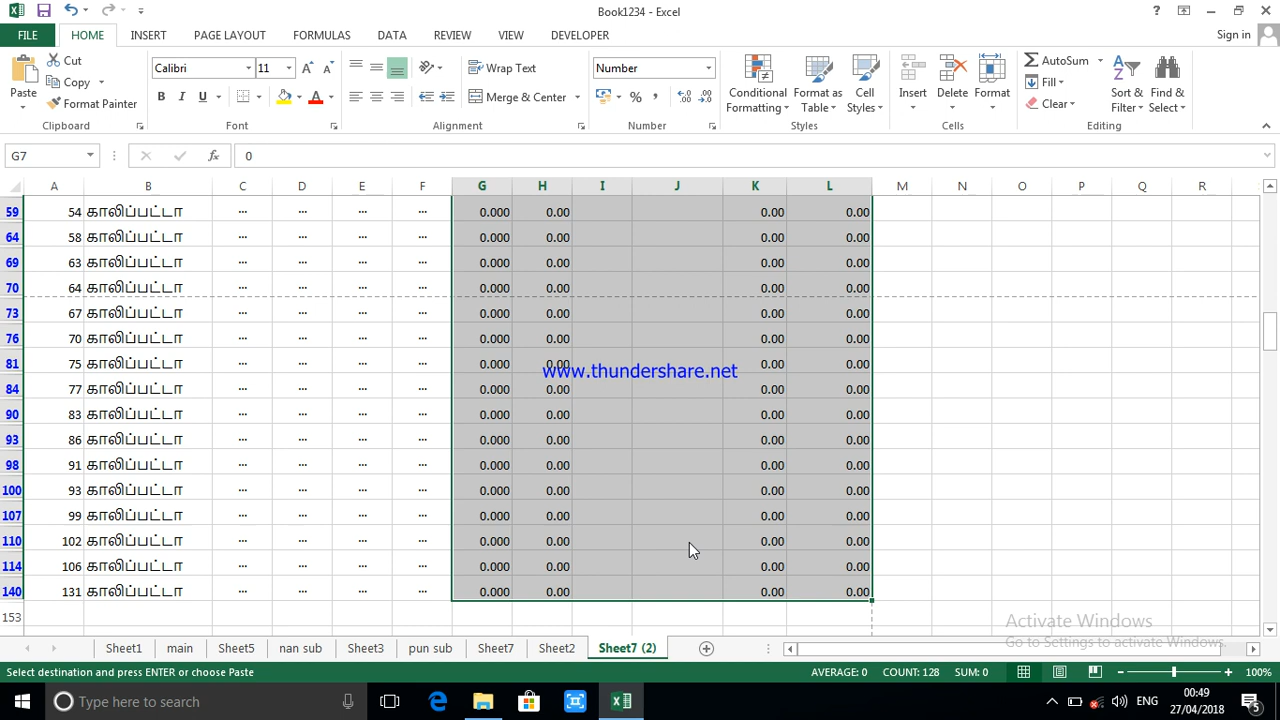 Book1234 - Excel
FILE HOME INSERT PAGE LAYOUT FORMULAS DATA REVIEW VIEW DEVELOPER Sign in
Paste Cut Copy Format Painter Clipboard
Calibri 11 B I U Font
Wrap Text Merge & Center Alignment
Number % Number
Conditional Formatting Format as Table Cell Styles Styles
Insert Delete Format Cells
AutoSum Fill Clear Sort & Filter Find & Select Editing
G7 fx 0
A B C D E F G H I J K L M N O P Q R
59 54 காலிப்பட்டா ... ... ... ... 0.000 0.00 0.00 0.00
64 58 காலிப்பட்டா ... ... ... ... 0.000 0.00 0.00 0.00
69 63 காலிப்பட்டா ... ... ... ... 0.000 0.00 0.00 0.00
70 64 காலிப்பட்டா ... ... ... ... 0.000 0.00 0.00 0.00
73 67 காலிப்பட்டா ... ... ... ... 0.000 0.00 0.00 0.00
76 70 காலிப்பட்டா ... ... ... ... 0.000 0.00 0.00 0.00
81 75 காலிப்பட்டா ... ... ... ... 0.000 0.00 0.00 0.00
www.thundershare.net
84 77 காலிப்பட்டா ... ... ... ... 0.000 0.00 0.00 0.00
90 83 காலிப்பட்டா ... ... ... ... 0.000 0.00 0.00 0.00
93 86 காலிப்பட்டா ... ... ... ... 0.000 0.00 0.00 0.00
98 91 காலிப்பட்டா ... ... ... ... 0.000 0.00 0.00 0.00
100 93 காலிப்பட்டா ... ... ... ... 0.000 0.00 0.00 0.00
107 99 காலிப்பட்டா ... ... ... ... 0.000 0.00 0.00 0.00
110 102 காலிப்பட்டா ... ... ... ... 0.000 0.00 0.00 0.00
114 106 காலிப்பட்டா ... ... ... ... 0.000 0.00 0.00 0.00
140 131 காலிப்பட்டா ... ... ... ... 0.000 0.00 0.00 0.00
153
Activate Windows
Go to Settings to activate Windows.
Sheet1 main Sheet5 nan sub Sheet3 Sheet7 Sheet2 Sheet7 (2)
Select destination and press ENTER or choose Paste AVERAGE: 0 COUNT: 128 SUM: 0 100%
Type here to search ENG 00:49
27/04/2018 5